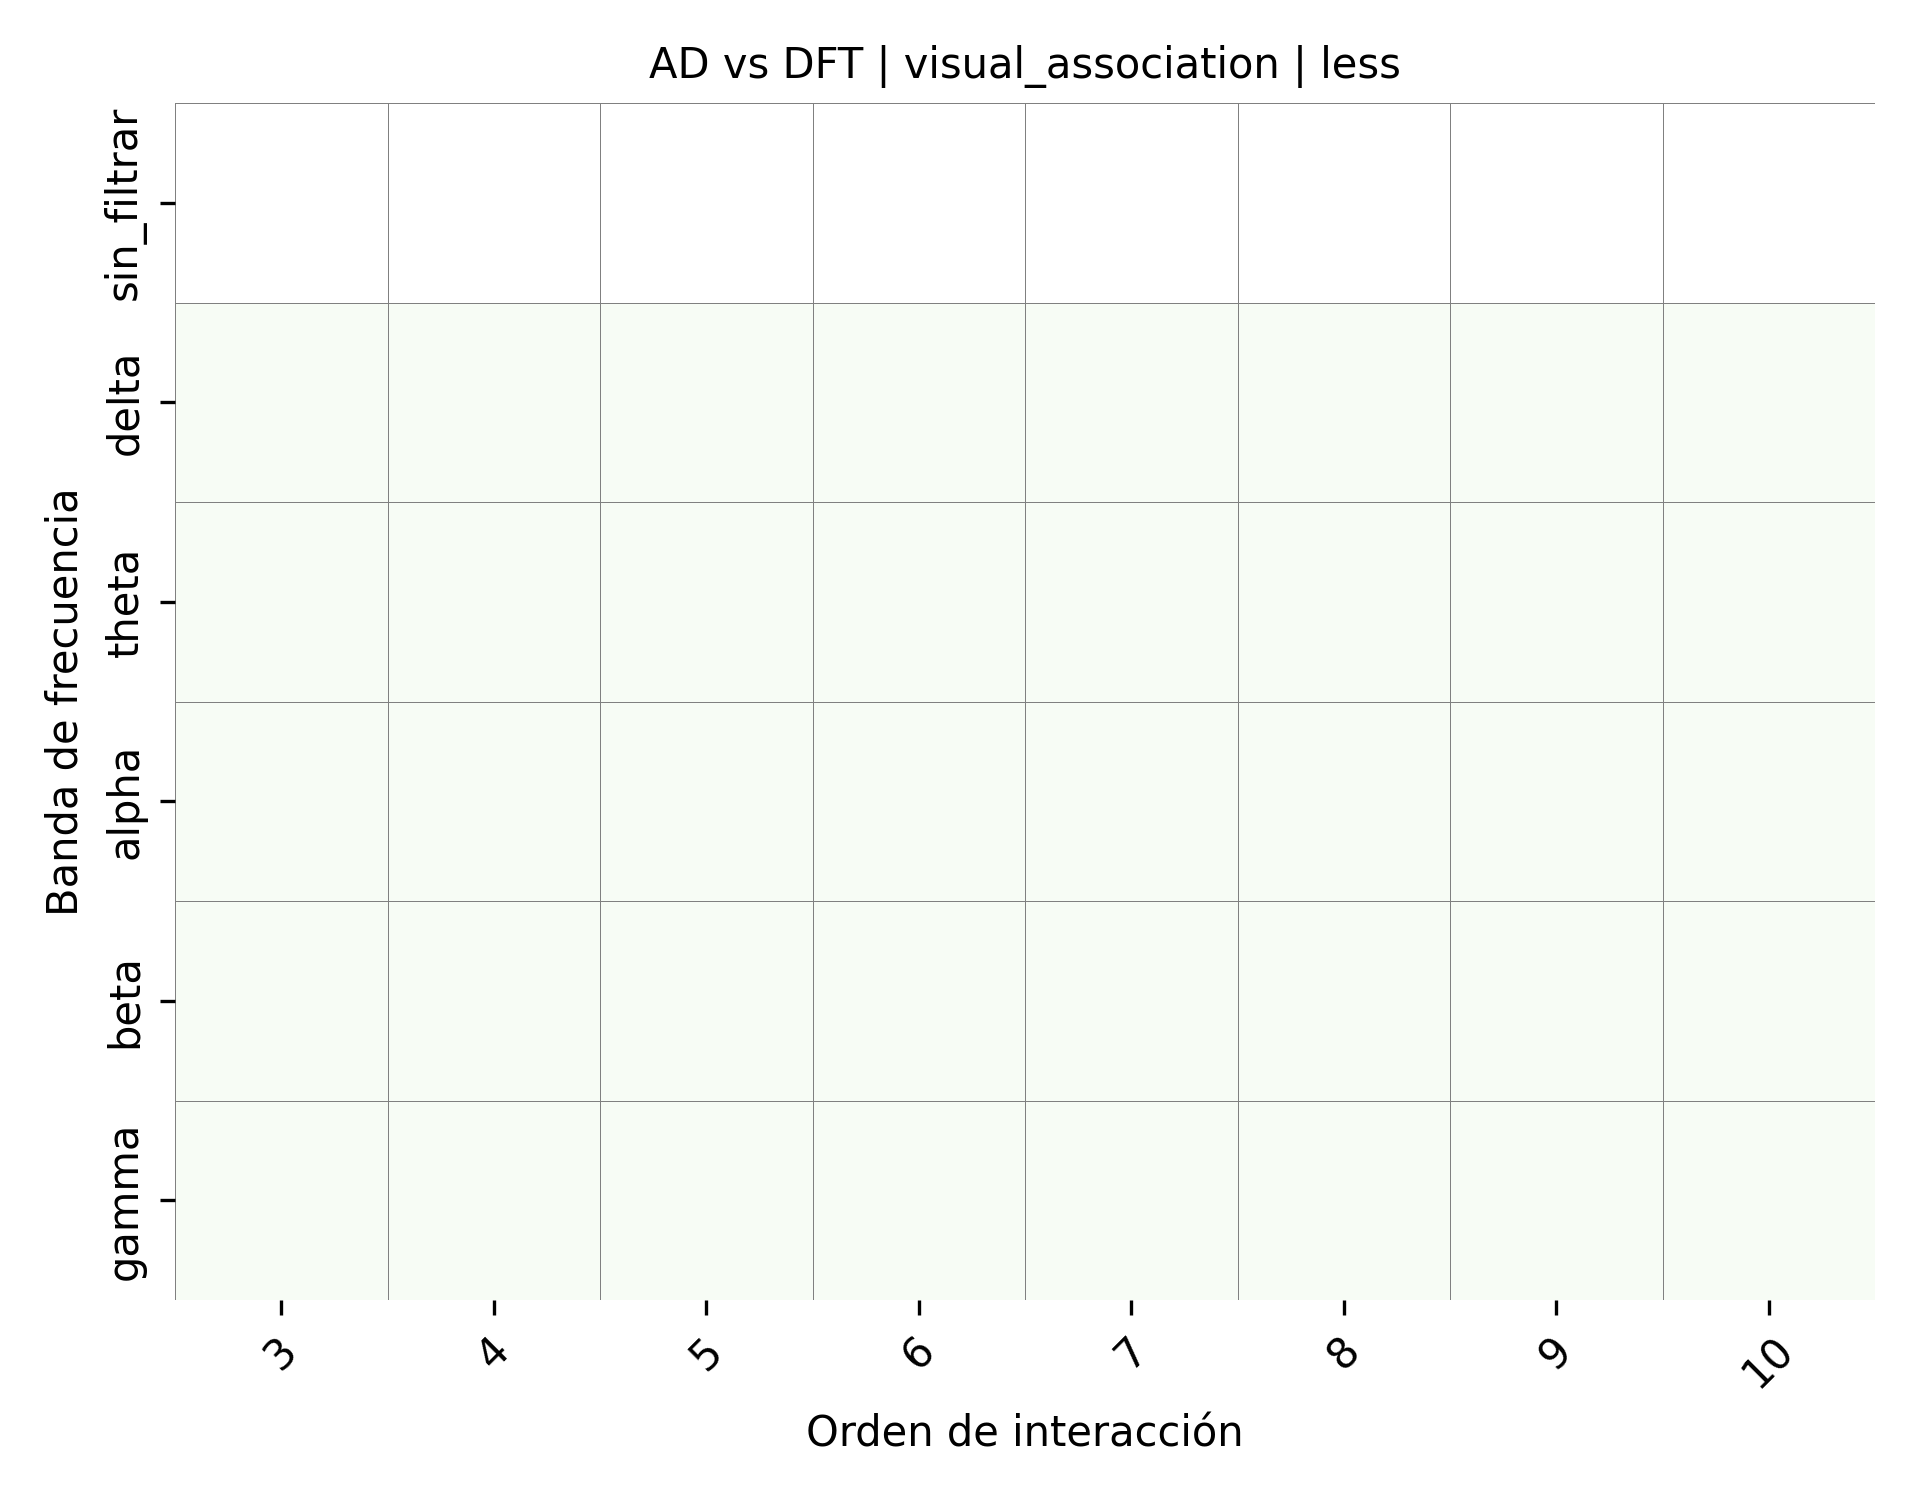 AD vs DFT | visual_association | less
Banda de frecuencia
sin_filtrar
delta
theta
alpha
beta
gamma
3 4 5 6 7 8 9 10
Orden de interacción